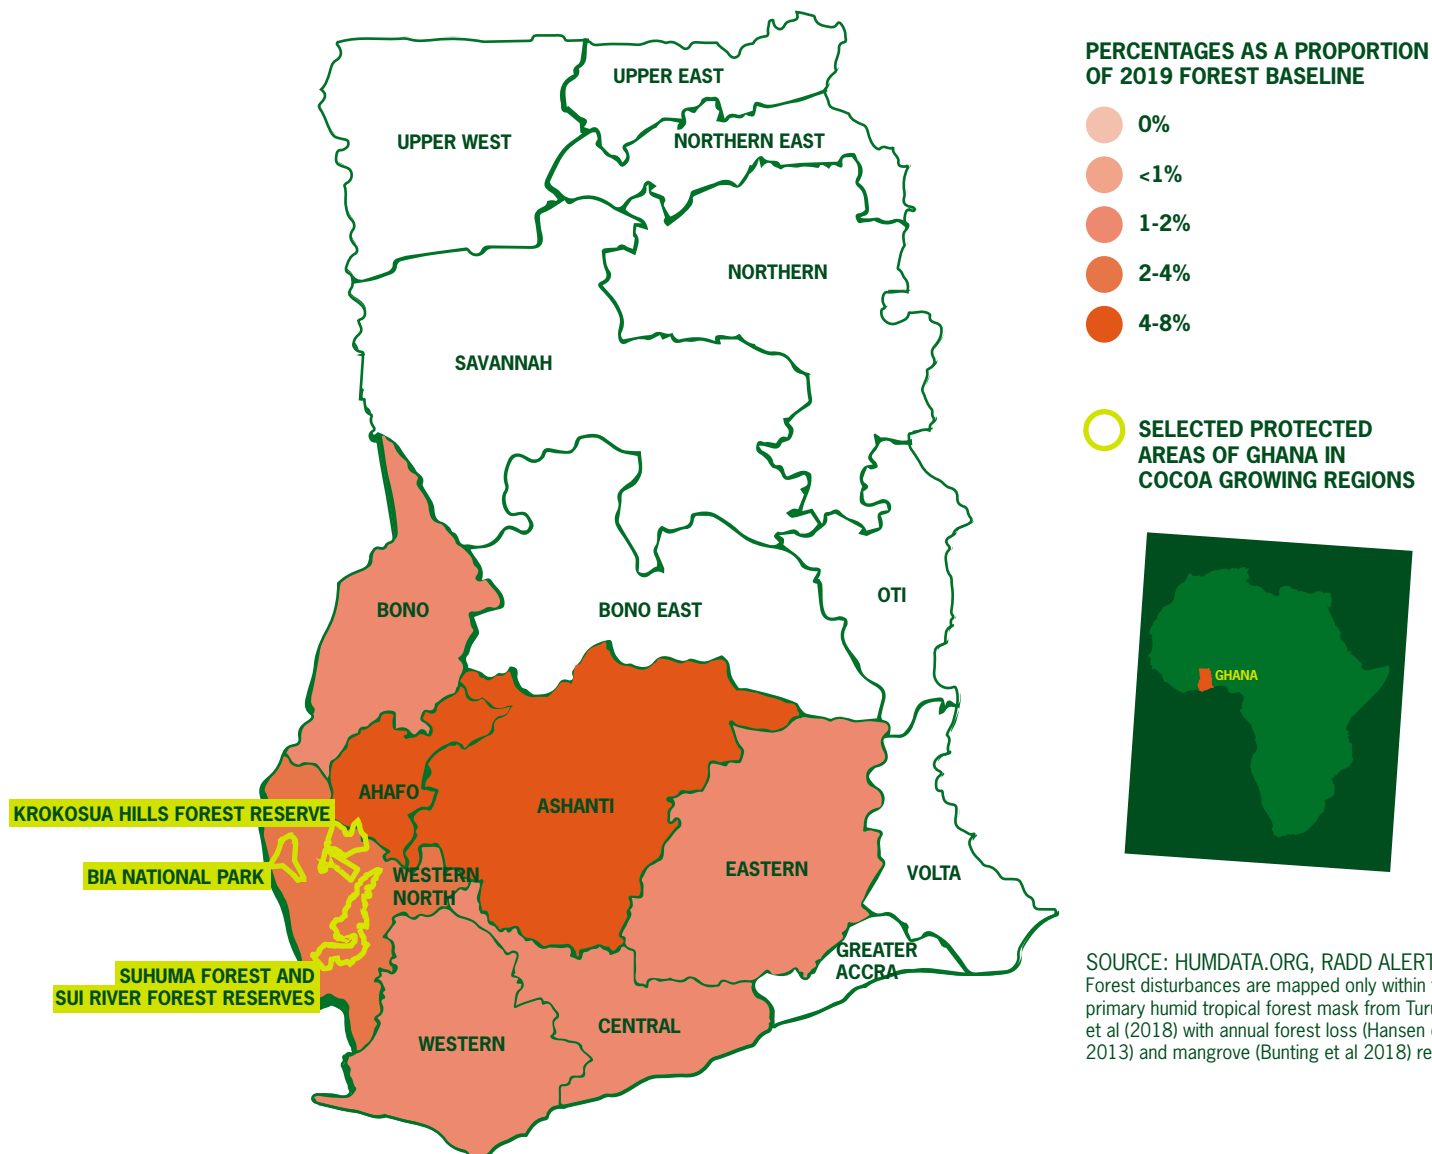 PERCENTAGES AS A PROPORTION
OF 2019 FOREST BASELINE
0%
<1%
1-2%
2-4%
4-8%
SELECTED PROTECTED
AREAS OF GHANA IN
COCOA GROWING REGIONS
GHANA
UPPER EAST
UPPER WEST
NORTHERN EAST
NORTHERN
SAVANNAH
BONO
BONO EAST
OTI
AHAFO
ASHANTI
KROKOSUA HILLS FOREST RESERVE
BIA NATIONAL PARK
WESTERN
NORTH
EASTERN
VOLTA
GREATER
ACCRA
SUHUMA FOREST AND
SUI RIVER FOREST RESERVES
CENTRAL
WESTERN
SOURCE: HUMDATA.ORG, RADD ALERT
Forest disturbances are mapped only within
primary humid tropical forest mask from
et al (2018) with annual forest loss (Hansen
2013) and mangrove (Bunting et al 2018)